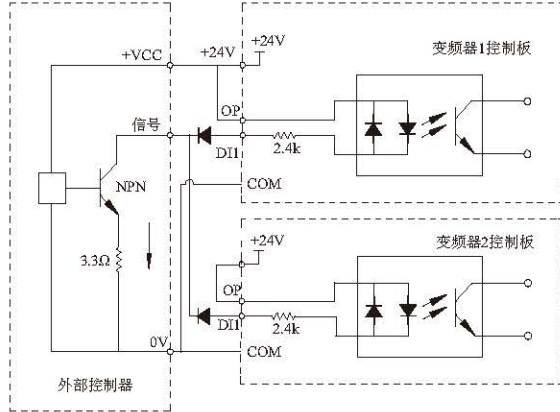 +24V
变频器1控制板
+VCC
+24V
OP
信号
DI1
2.4k
NPN
COM
+24V
变频器2控制板
3.3Ω
OP
DI1
2.4k
0V
COM
外部控制器